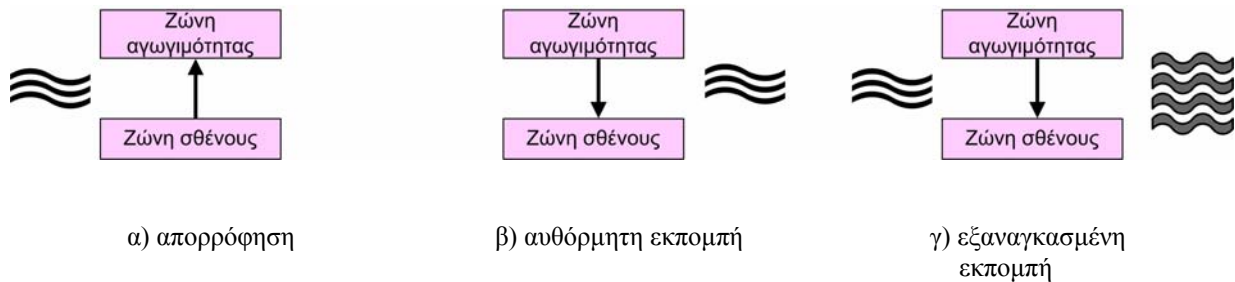 Ζώνη
αγωγιμότητας
Ζώνη σθένους
α) απορρόφηση
Ζώνη
αγωγιμότητας
Ζώνη σθένους
β) αυθόρμητη εκπομπή
Ζώνη
αγωγιμότητας
Ζώνη σθένους
γ) εξαναγκασμένη
εκπομπή